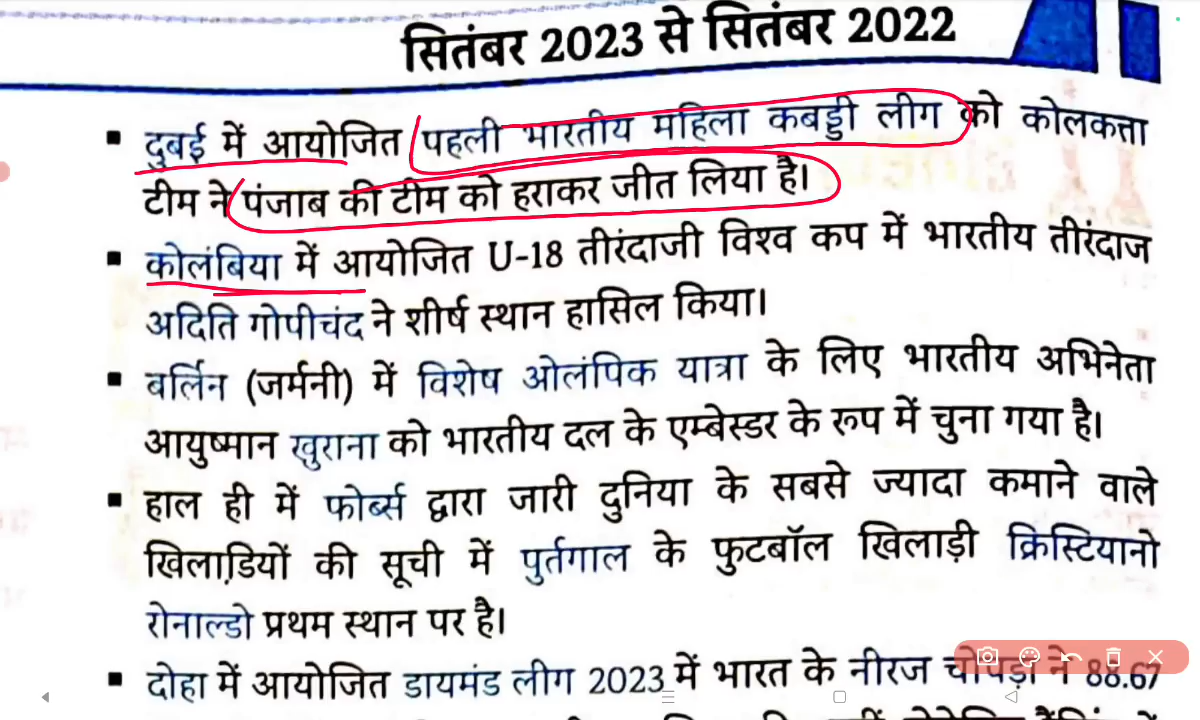 सितंबर 2023 से सितंबर 2022
▪ दुबई में आयोजित पहली भारतीय महिला कबड्डी लीग को कोलकत्ता
टीम ने पंजाब की टीम को हराकर जीत लिया है।
▪ कोलंबिया में आयोजित U-18 तीरंदाजी विश्व कप में भारतीय तीरंदाज
अदिति गोपीचंद ने शीर्ष स्थान हासिल किया।
▪ बर्लिन (जर्मनी) में विशेष ओलंपिक यात्रा के लिए भारतीय अभिनेता
आयुष्मान खुराना को भारतीय दल के एम्बेस्डर के रूप में चुना गया है।
▪ हाल ही में फोर्ब्स द्वारा जारी दुनिया के सबसे ज्यादा कमाने वाले
खिलाडि़यों की सूची में पुर्तगाल के फुटबॉल खिलाड़ी क्रिस्टियानो
रोनाल्डो प्रथम स्थान पर है।
▪ दोहा में आयोजित डायमंड लीग 2023 में भारत के नीरज चोपड़ा ने 88.67